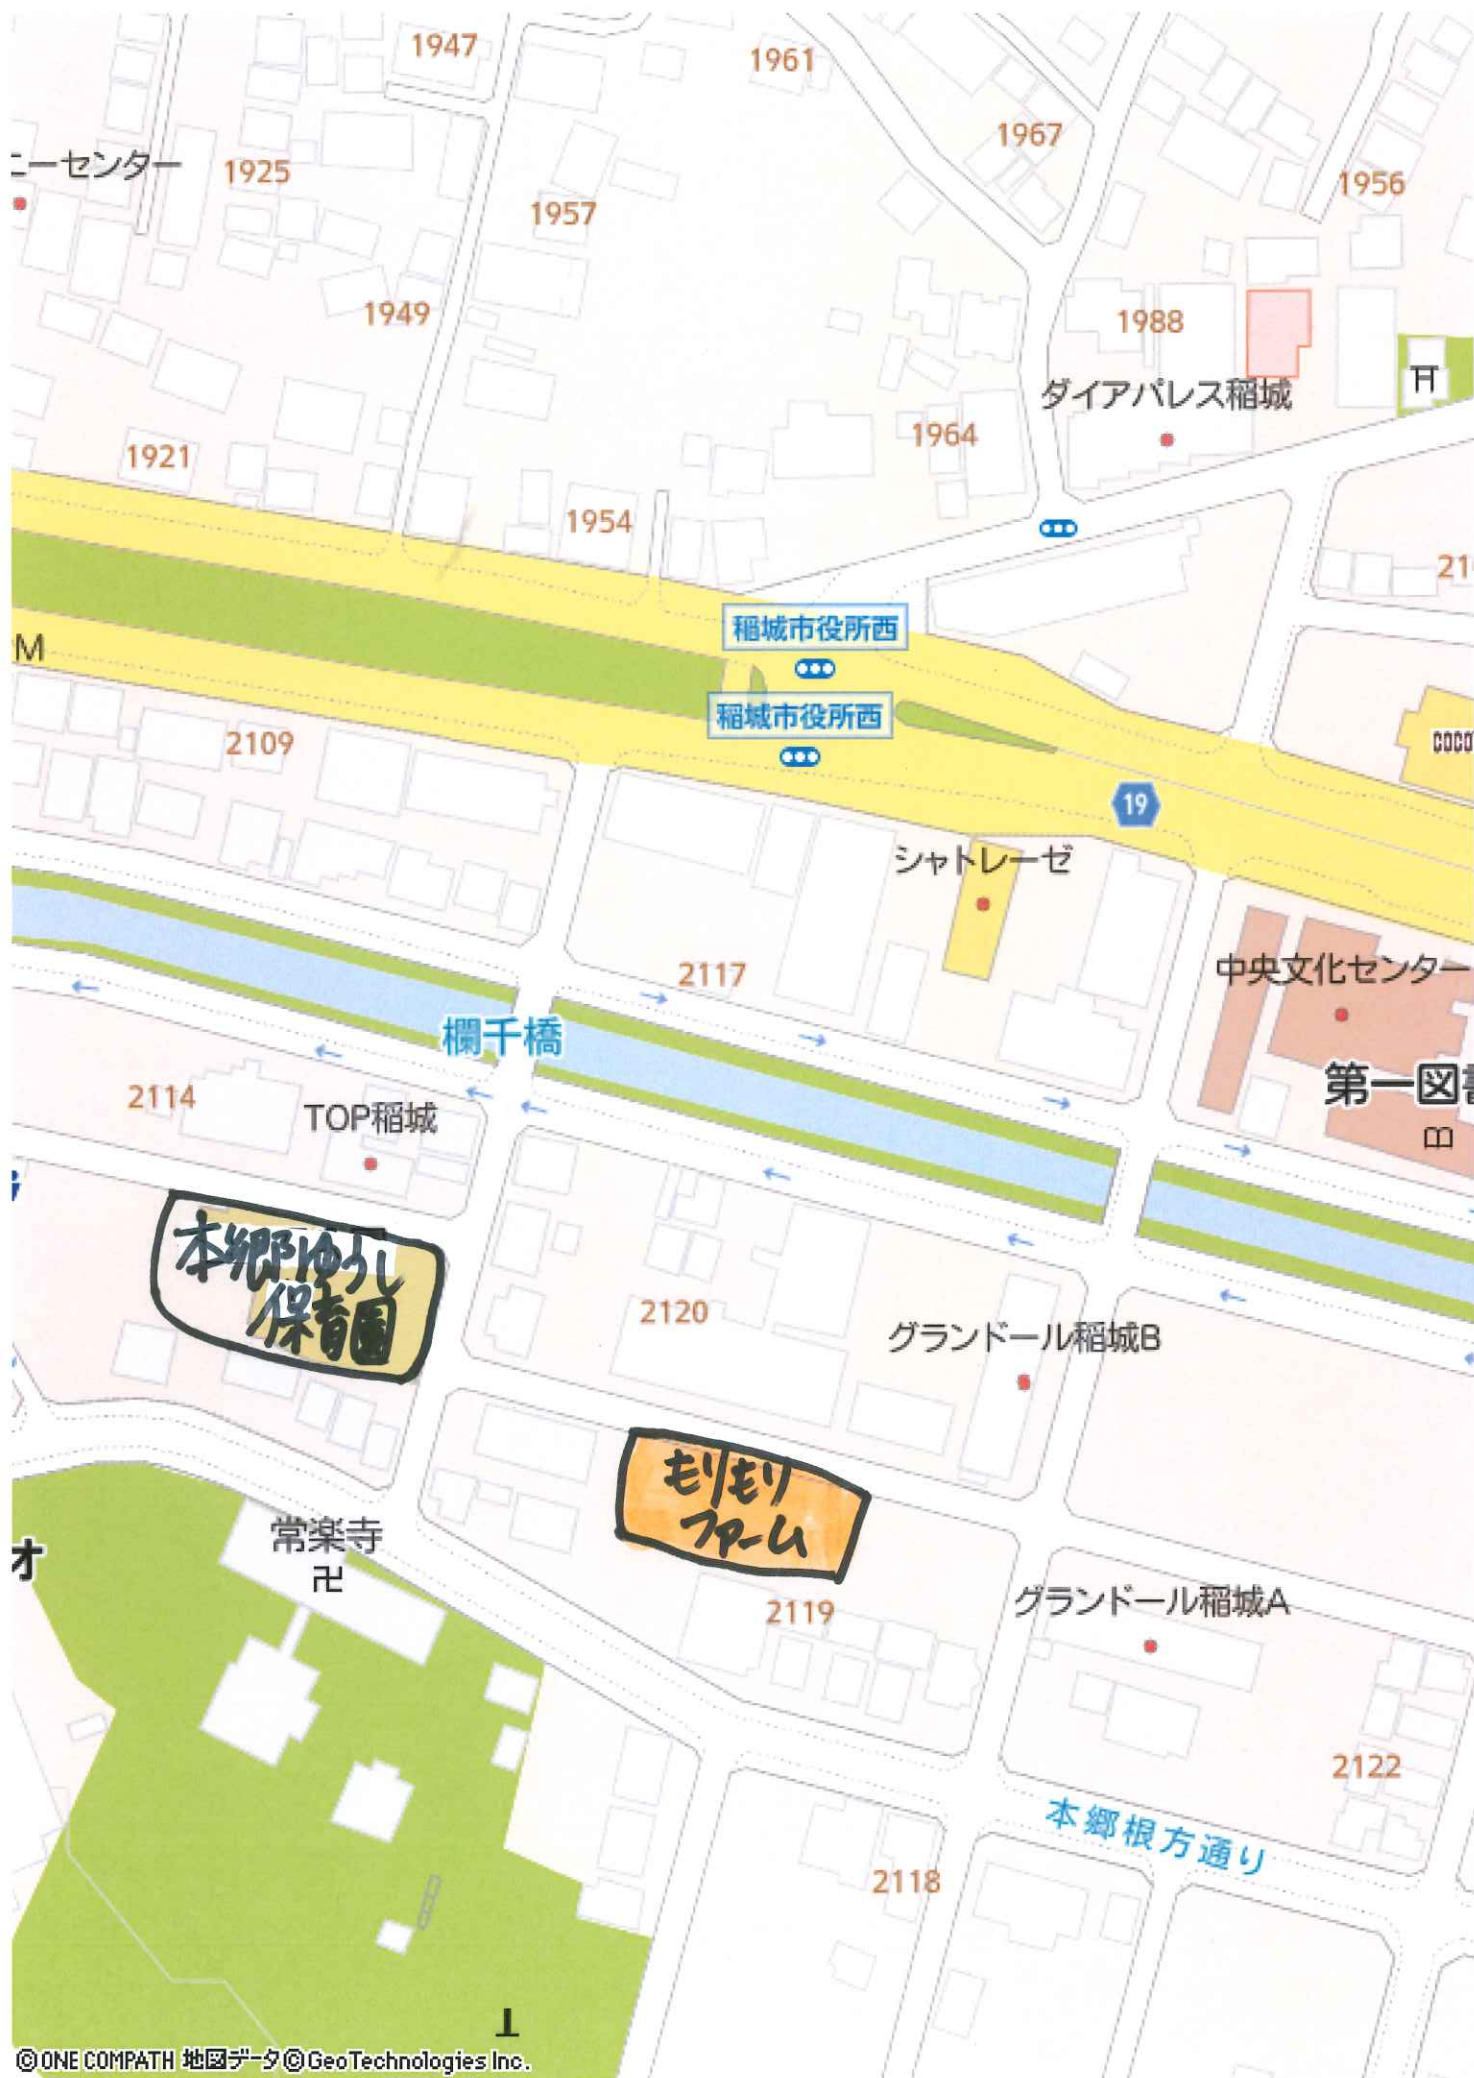 1947
1961
1967
ニーセンター
1925
1956
1957
1949
1988
ダイアパレス稲城
1964
1921
1954
21
稲城市役所西
M
稲城市役所西
2109
COCO
19
シャトレーゼ
中央文化センター
2117
欄干橋
第一図書
2114
TOP稲城
本郷ゆうし
保育園
2120
グランドール稲城B
もりもり
ファーム
常楽寺
卍
オ
2119
グランドール稲城A
2122
本郷根方通り
2118
©ONE COMPATH 地図データ©GeoTechnologies Inc.